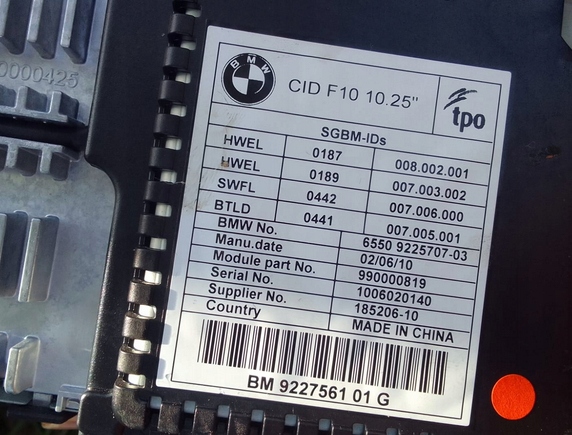 0000425
BMW
CID F10 10.25"
tpo
SGBM-IDs
HWEL 0187 008.002.001
HWEL 0189 007.003.002
SWFL 0442 007.006.000
BTLD 0441 007.005.001
BMW No. 6550 9225707-03
Manu.date 02/06/10
Module part No. 990000819
Serial No. 1006020140
Supplier No. 185206-10
Country MADE IN CHINA
BM 9227561 01 G